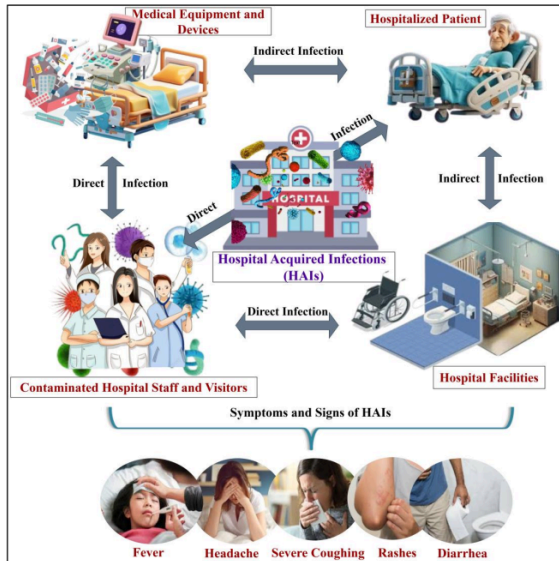 Medical Equipment and
Devices
Hospitalized Patient
Indirect Infection
Infection
Direct Infection
Indirect Infection
HOSPITAL
Direct
Hospital Acquired Infections
(HAIs)
Direct Infection
Contaminated Hospital Staff and Visitors
Hospital Facilities
Symptoms and Signs of HAIs
Fever Headache Severe Coughing Rashes Diarrhea